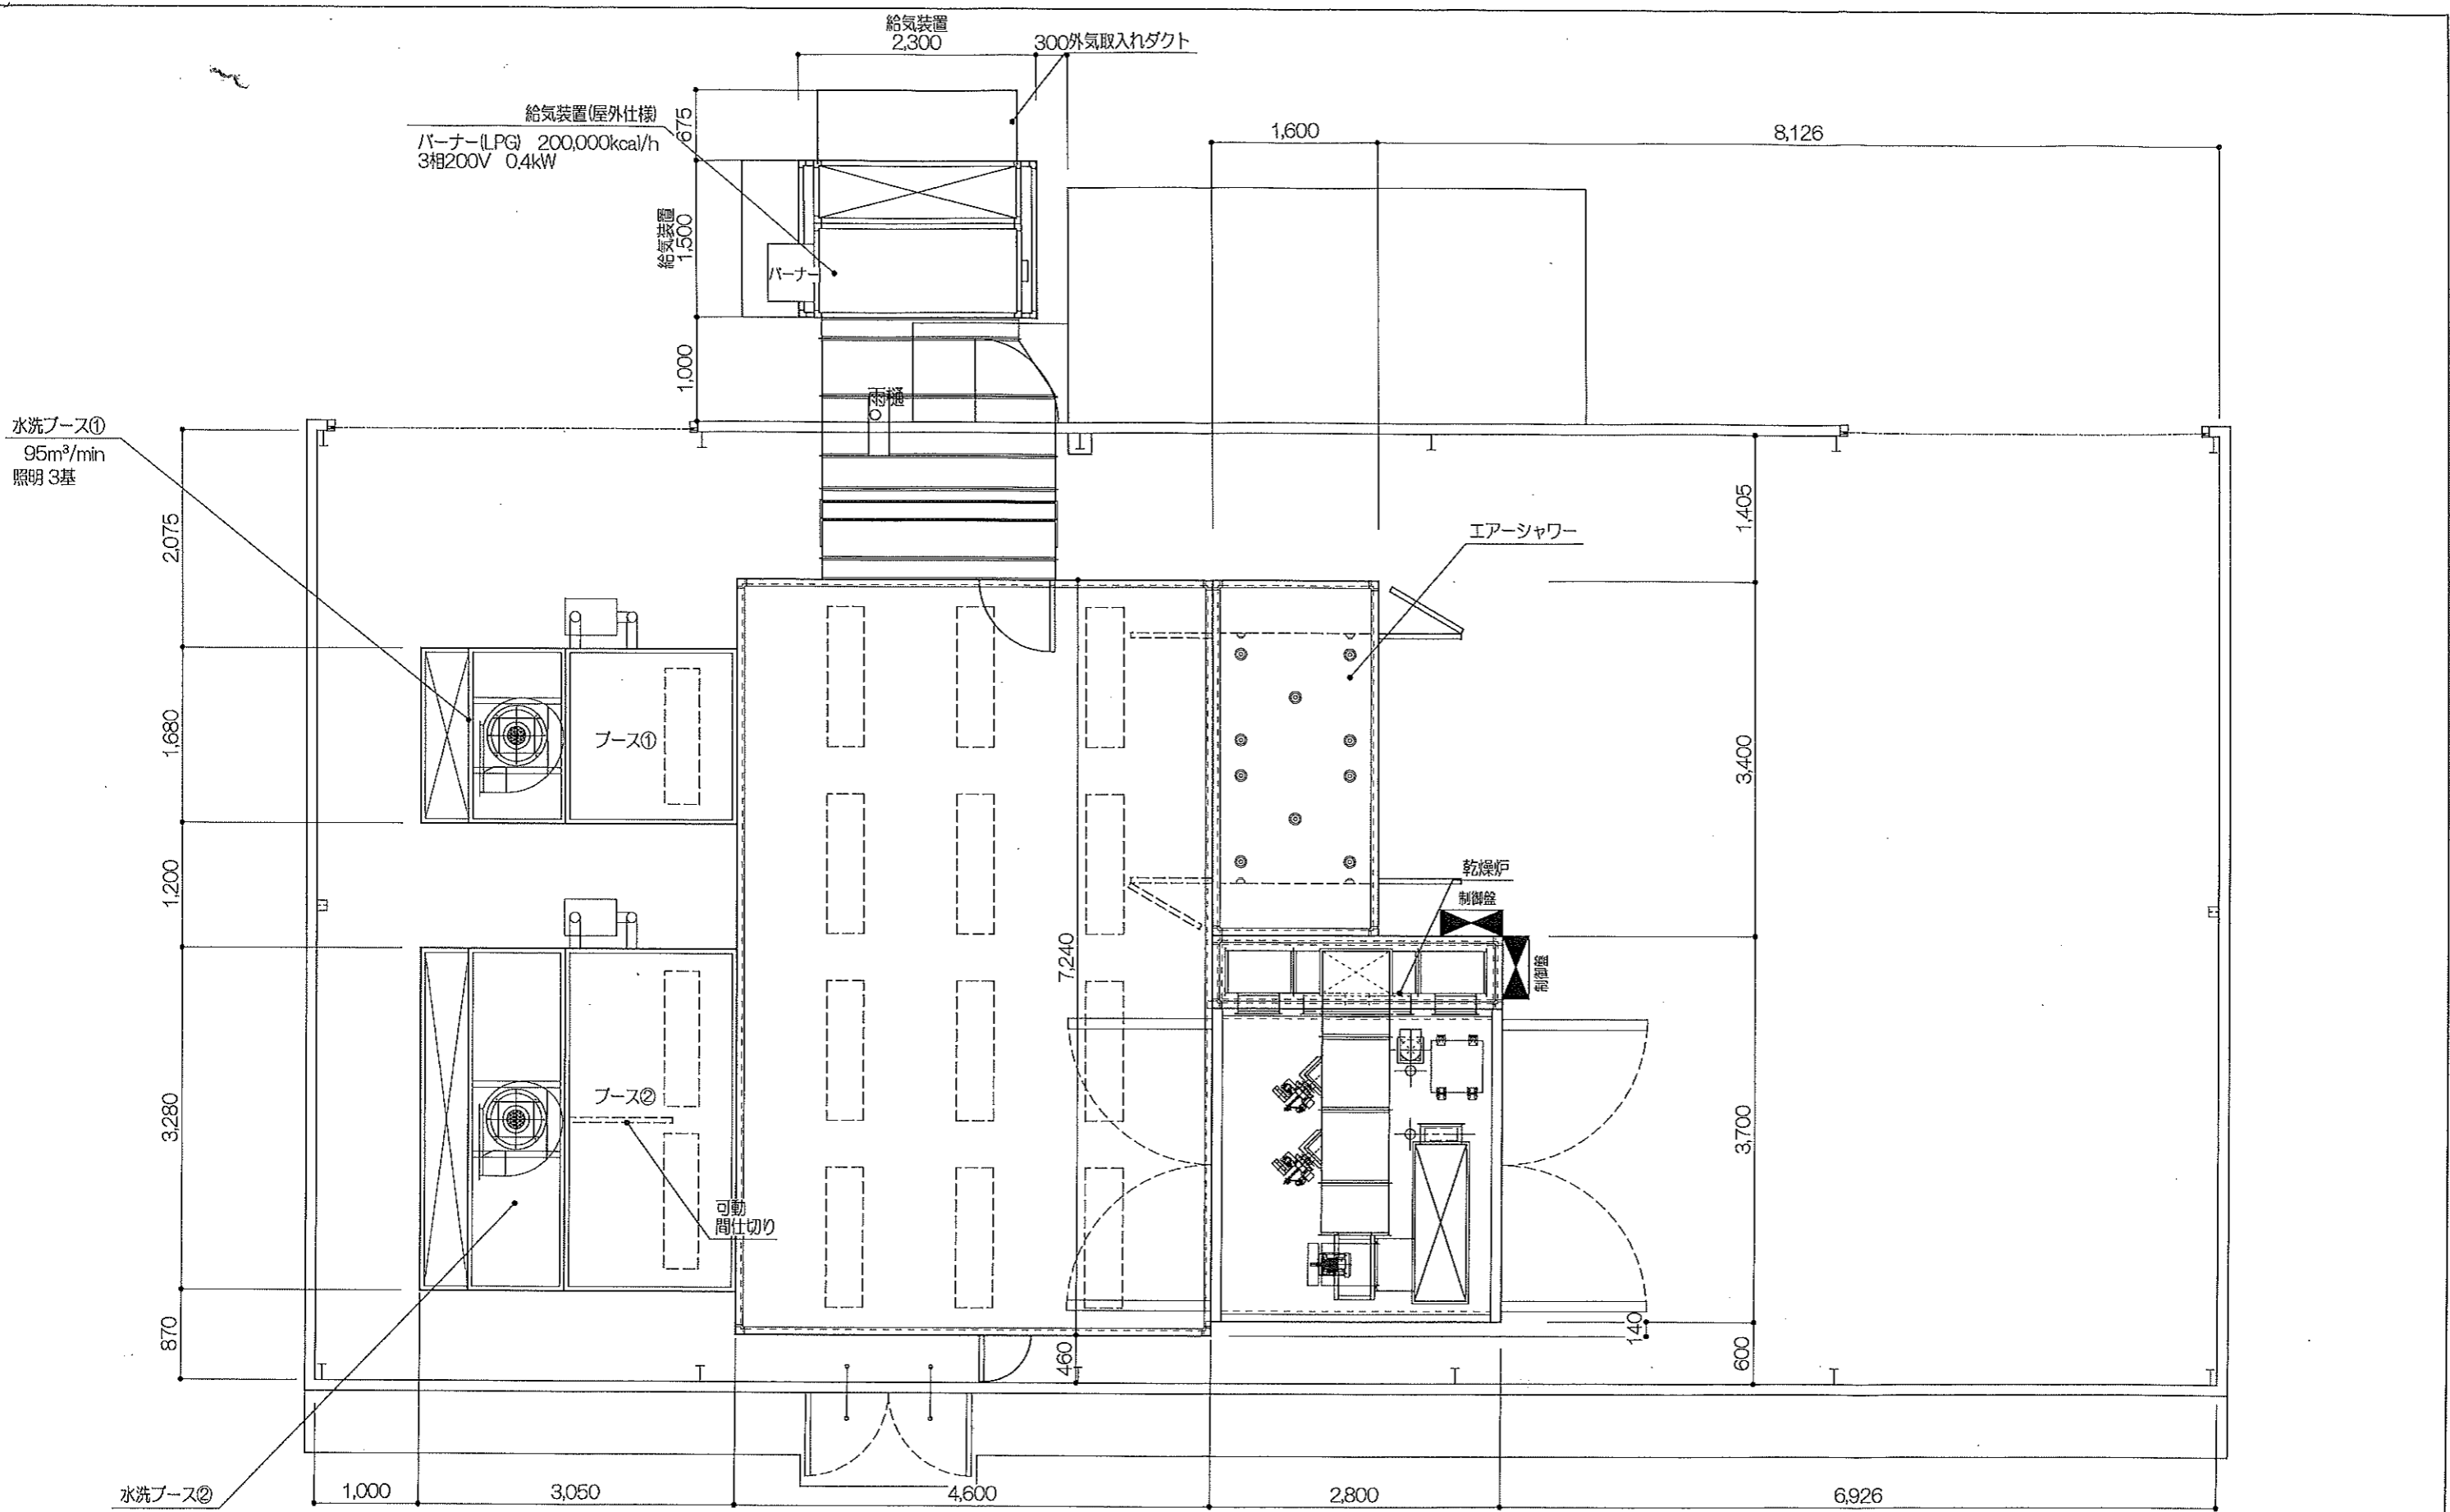 給気装置
2,300
300外気取入れダクト
給気装置(屋外仕様)
バーナー(LPG) 200,000kcal/h
3相200V 0.4kW
675
給気装置
1,500
1,000
バーナー
雨樋
1,600
8,126
水洗ブース①
95m³/min
照明 3基
2,075
1,680
1,200
3,280
870
ブース①
ブース②
可動
間仕切り
7,240
460
エアーシャワー
乾燥炉
制御盤
制御盤
1,405
3,400
3,700
140
600
水洗ブース②
1,000
3,050
4,600
2,800
6,926